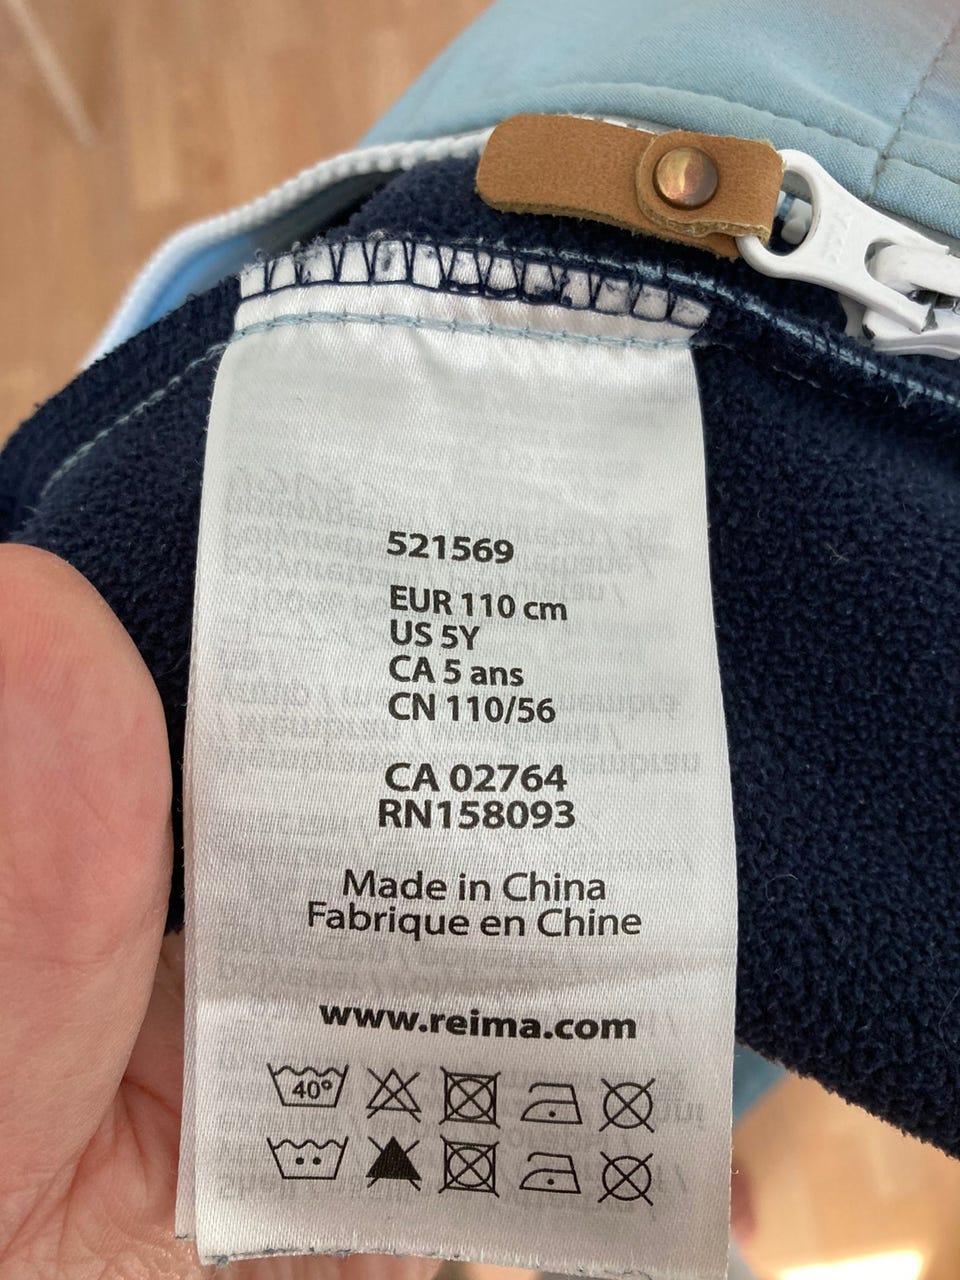 521569
EUR 110 cm
US 5Y
CA 5 ans
CN 110/56
CA 02764
RN158093
Made in China
Fabrique en Chine
www.reima.com
40°